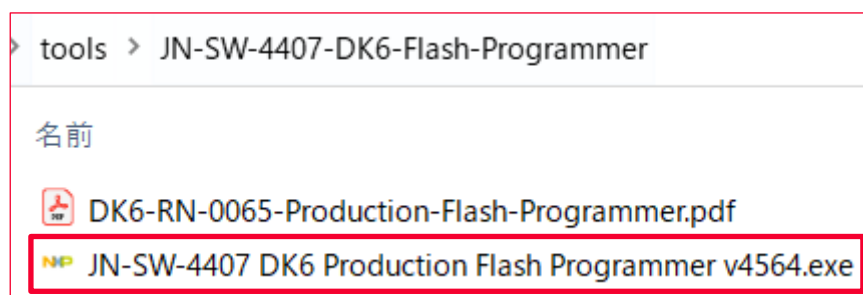 tools > JN-SW-4407-DK6-Flash-Programmer
名前
DK6-RN-0065-Production-Flash-Programmer.pdf
NXP JN-SW-4407 DK6 Production Flash Programmer v4564.exe